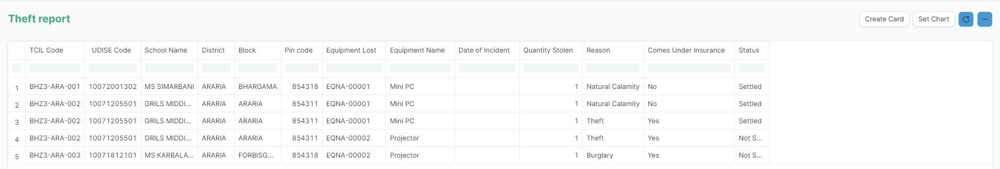 Theft report
Create Card Set Chart ...
TCIL Code UDISE Code School Name District Block Pin code Equipment Lost Equipment Name Date of Incident Quantity Stolen Reason Comes Under Insurance Status
1 BHZ3-ARA-001 10072001302 MS SIMARBANI ARARIA BHARGAMA 854318 EQNA-00001 Mini PC 1 Natural Calamity No Settled
2 BHZ3-ARA-002 10071205501 GRILS MIDDI... ARARIA ARARIA 854311 EQNA-00001 Mini PC 1 Natural Calamity No Settled
3 BHZ3-ARA-002 10071205501 GRILS MIDDI... ARARIA ARARIA 854311 EQNA-00001 Mini PC 1 Theft Yes Settled
4 BHZ3-ARA-002 10071205501 GRILS MIDDI... ARARIA ARARIA 854311 EQNA-00002 Projector 1 Theft Yes Not S...
5 BHZ3-ARA-003 10071812101 MS KARBALA... ARARIA FORBISG... 854318 EQNA-00002 Projector 1 Burglary Yes Not S...